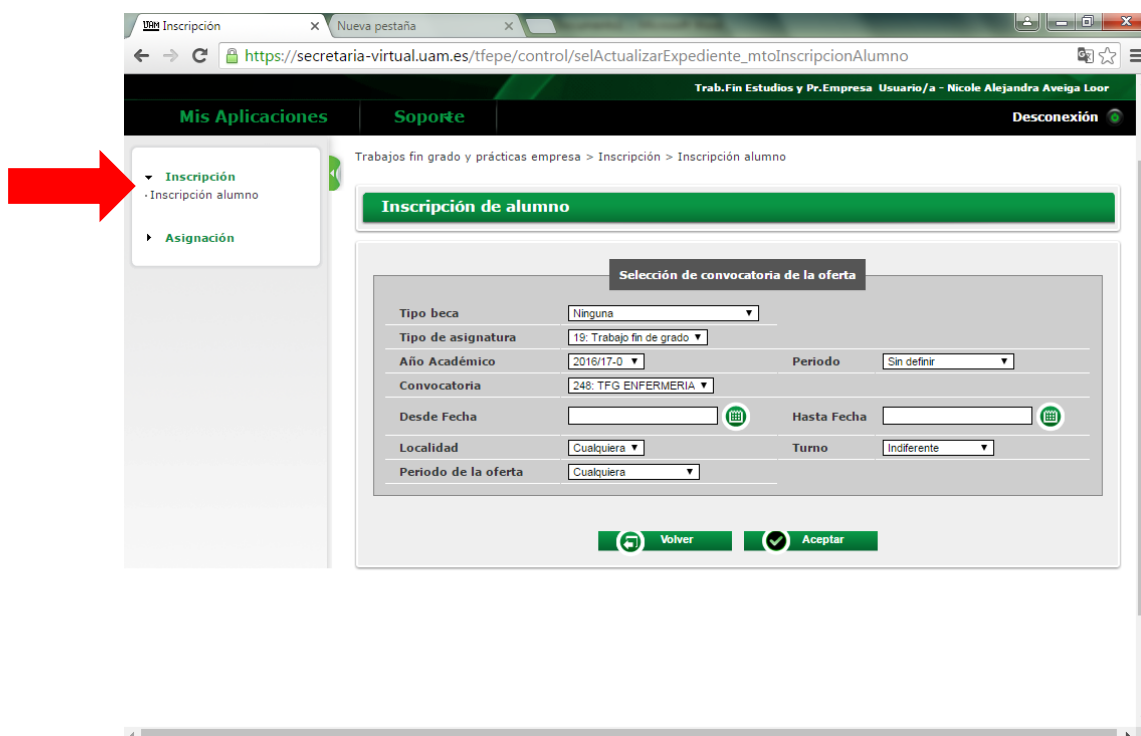 UAM Inscripción
Nueva pestaña
https://secretaria-virtual.uam.es/tfepe/control/selActualizarExpediente_mtoInscripcionAlumno
Trab.Fin Estudios y Pr.Empresa Usuario/a - Nicole Alejandra Aveiga Loor
Mis Aplicaciones Soporte Desconexión
Trabajos fin grado y prácticas empresa > Inscripción > Inscripción alumno
Inscripción
Inscripción alumno
Asignación
Inscripción de alumno
Selección de convocatoria de la oferta
Tipo beca Ninguna
Tipo de asignatura 19: Trabajo fin de grado
Año Académico 2016/17-0 Periodo Sin definir
Convocatoria 248: TFG ENFERMERIA
Desde Fecha Hasta Fecha
Localidad Cualquiera Turno Indiferente
Periodo de la oferta Cualquiera
Volver Aceptar